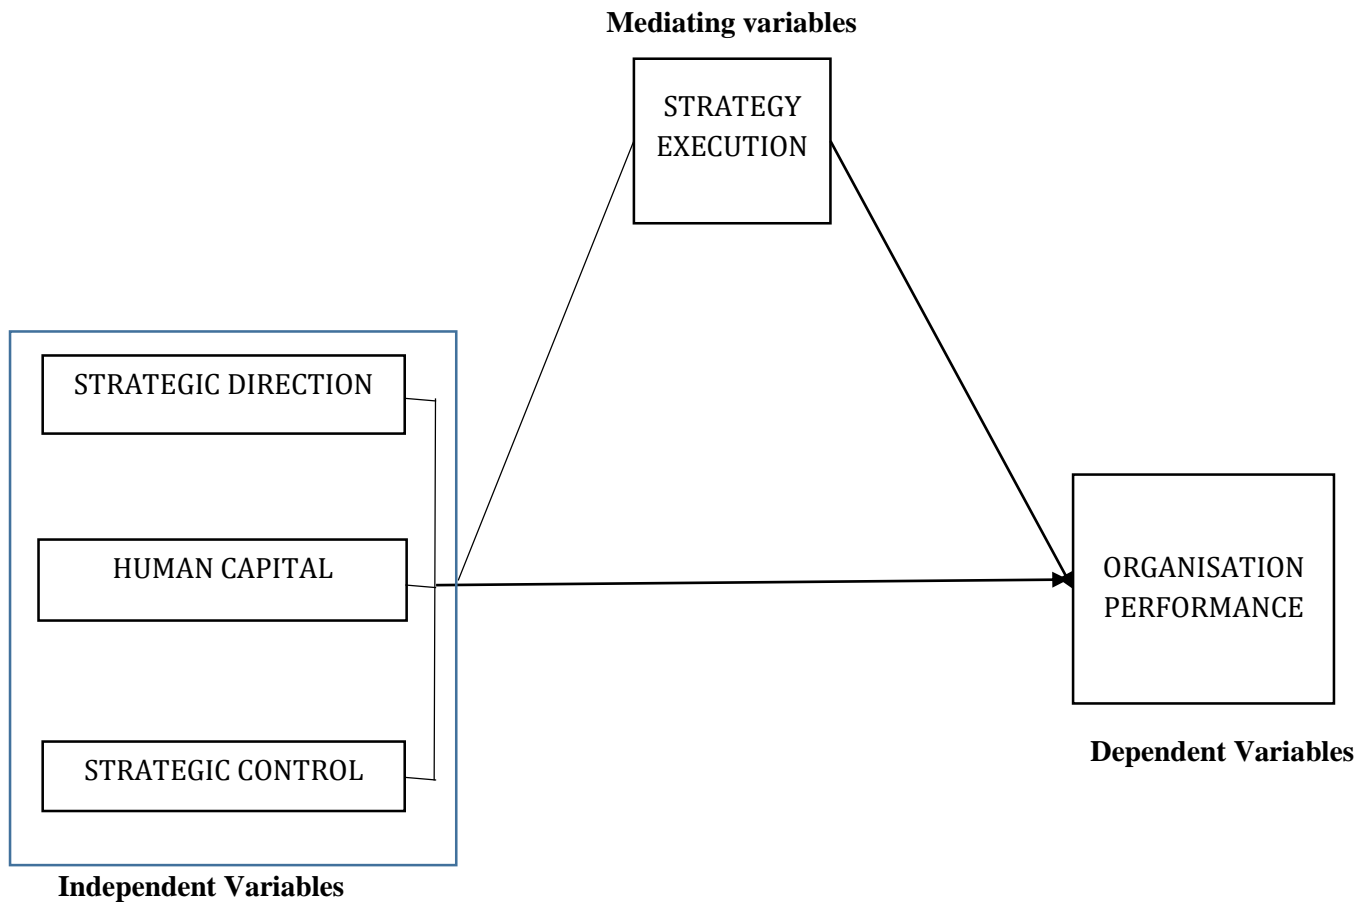 Mediating variables
STRATEGY
EXECUTION
STRATEGIC DIRECTION
HUMAN CAPITAL
ORGANISATION
PERFORMANCE
STRATEGIC CONTROL
Dependent Variables
Independent Variables